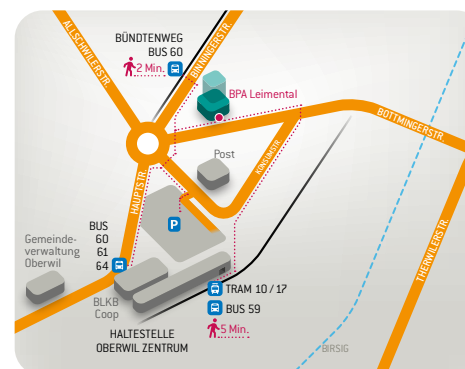 ALLSCHWILERSTR.
BÜNDTENWEG
BUS 60
2 Min.
BINNINGERSTR.
BPA Leimental
BOTTMINGERSTR.
Post
KONSUMSTR.
HAUPTSTR.
P
THERWILERSTR.
Gemeinde-
verwaltung
Oberwil
BUS
60
61
64
BLKB
Coop
TRAM 10 / 17
BUS 59
5 Min.
HALTESTELLE
OBERWIL ZENTRUM
BIRSIG